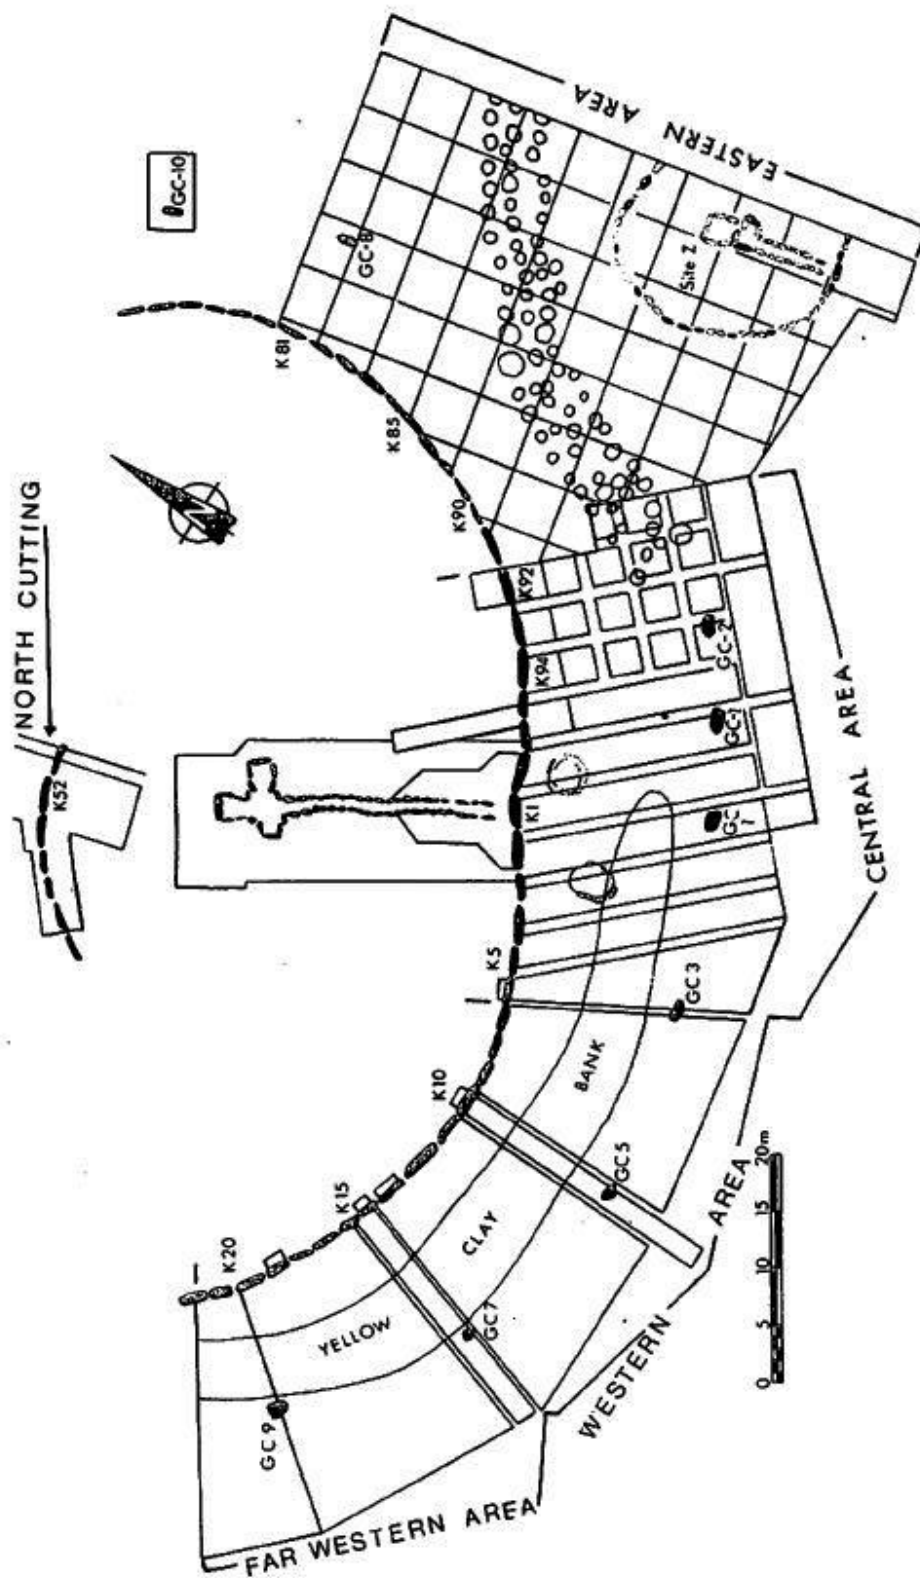 NORTH CUTTING
K52
GC-10
EASTERN AREA
K81
GC-8
K85
K90
K92
K94
K1
K5
K10
K15
K20
Site Z
GC-2
GC-1
GC
GC3
GC5
GC7
GC9
YELLOW CLAY BANK
CENTRAL AREA
WESTERN AREA
FAR WESTERN AREA
0 5 10 15 20m